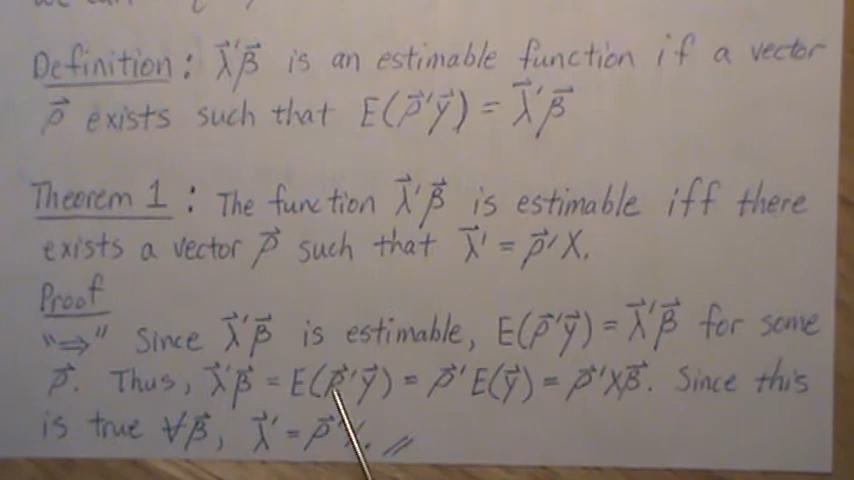 Definition: λ⃗'β⃗ is an estimable function if a vector
ρ⃗ exists such that E(ρ⃗'y⃗) = λ⃗'β⃗
Theorem 1: The function λ⃗'β⃗ is estimable iff there
exists a vector ρ⃗ such that λ⃗' = ρ⃗'X.
Proof
"⇒" Since λ⃗'β⃗ is estimable, E(ρ⃗'y⃗) = λ⃗'β⃗ for some
ρ⃗. Thus, λ⃗'β⃗ = E(ρ⃗'y⃗) = ρ⃗'E(y⃗) = ρ⃗'Xβ⃗. Since this
is true ∀β⃗, λ⃗' = ρ⃗'X. //